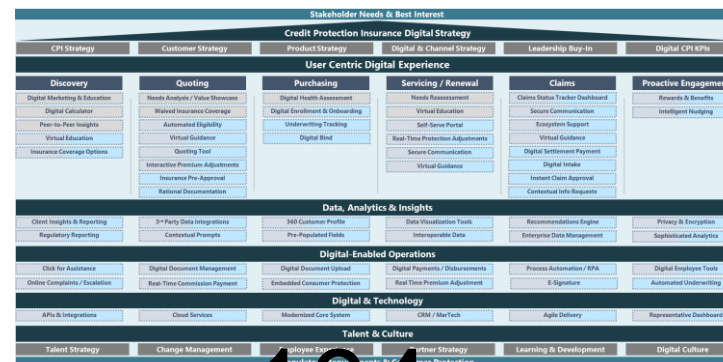 Stakeholder Needs & Best Interest
Credit Protection Insurance Digital Strategy
CPI Strategy Customer Strategy Product Strategy Digital & Channel Strategy Leadership Buy-In Digital CPI KPIs
User Centric Digital Experience
Discovery Quoting Purchasing Servicing / Renewal Claims Proactive Engagemen
Digital Marketing & Education Needs Analysis / Value Showcase Digital Health Assessment Needs Reassessment Claims Status Tracker Dashboard Rewards & Benefits
Digital Calculator Waived Insurance Coverage Digital Enrollment & Onboarding Virtual Education Secure Communication Intelligent Nudging
Peer-to-Peer Insights Automated Eligibility Underwriting Tracking Self-Serve Portal Ecosystem Support
Virtual Education Virtual Guidance Digital Bind Real-Time Protection Adjustments Virtual Guidance
Insurance Coverage Options Quoting Tool Secure Communication Digital Settlement Payment
Interactive Premium Adjustments Virtual Guidance Digital Intake
Insurance Pre-Approval Instant Claim Approval
Rational Documentation Contextual Info Requests
Data, Analytics & Insights
Client Insights & Reporting 3rd Party Data Integrations 360 Customer Profile Data Visualization Tools Recommendations Engine Privacy & Encryption
Regulatory Reporting Contextual Prompts Pre-Populated Fields Interoperable Data Enterprise Data Management Sophisticated Analytics
Digital-Enabled Operations
Click for Assistance Digital Document Management Digital Document Upload Digital Payments / Disbursements Process Automation / RPA Digital Employee Tools
Online Complaints / Escalation Real-Time Commission Payment Embedded Consumer Protection Real Time Premium Adjustment E-Signature Automated Underwriting
Digital & Technology
APIs & Integrations Cloud Services Modernized Core System CRM / MarTech Agile Delivery Representative Dashboard
Talent & Culture
Talent Strategy Change Management Employee Experience Partner Strategy Learning & Development Digital Culture